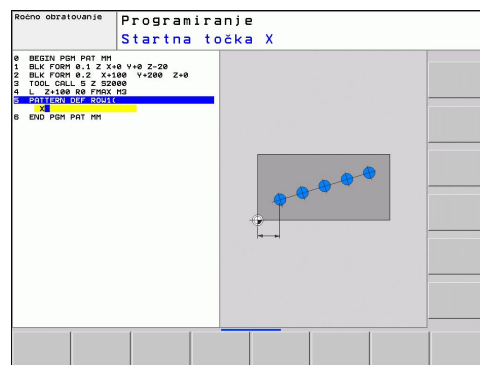 Ročno obratovanje
Programiranje
Startna točka X
0 BEGIN PGM PAT MM
1 BLK FORM 0.1 Z X+0 Y+0 Z-20
2 BLK FORM 0.2 X+100 Y+200 Z+0
3 TOOL CALL 5 Z S2000
4 L Z+100 R0 FMAX M3
5 PATTERN DEF ROW1(
X
6 END PGM PAT MM